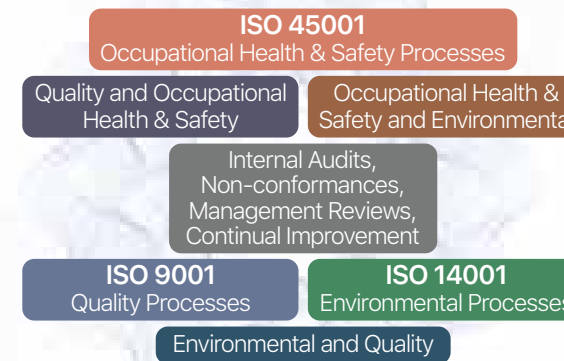 ISO 45001
Occupational Health & Safety Processes
Quality and Occupational
Health & Safety
Occupational Health &
Safety and Environmenta
Internal Audits,
Non-conformances,
Management Reviews,
Continual Improvement
ISO 9001
Quality Processes
ISO 14001
Environmental Processes
Environmental and Quality